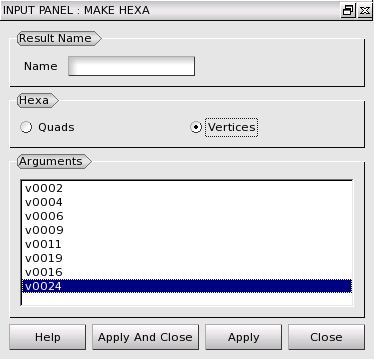 INPUT PANEL : MAKE HEXA
Result Name
Name
Hexa
Quads Vertices
Arguments
v0002
v0004
v0006
v0009
v0011
v0019
v0016
v0024
Help Apply And Close Apply Close